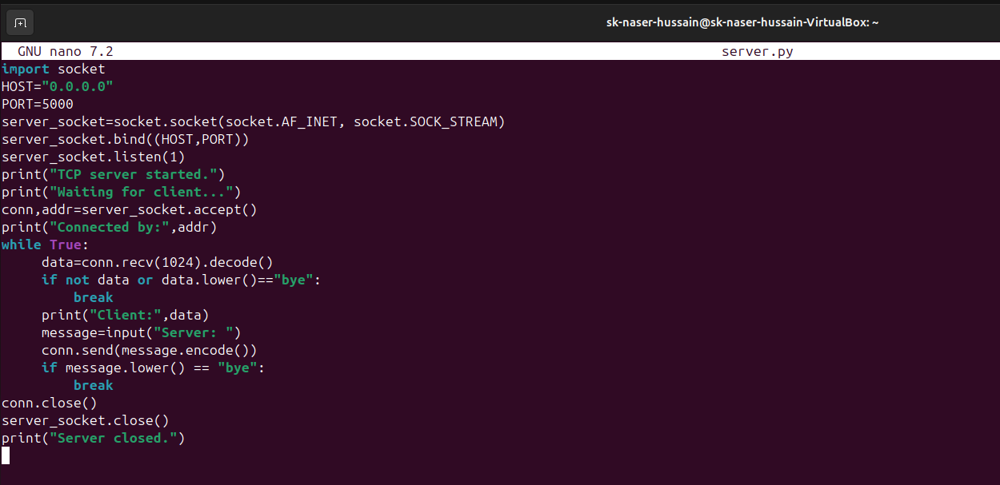 sk-naser-hussain@sk-naser-hussain-VirtualBox: ~
GNU nano 7.2 server.py
import socket
HOST="0.0.0.0"
PORT=5000
server_socket=socket.socket(socket.AF_INET, socket.SOCK_STREAM)
server_socket.bind((HOST,PORT))
server_socket.listen(1)
print("TCP server started.")
print("Waiting for client...")
conn,addr=server_socket.accept()
print("Connected by:",addr)
while True:
     data=conn.recv(1024).decode()
     if not data or data.lower()=="bye":
         break
     print("Client:",data)
     message=input("Server: ")
     conn.send(message.encode())
     if message.lower() == "bye":
         break
conn.close()
server_socket.close()
print("Server closed.")